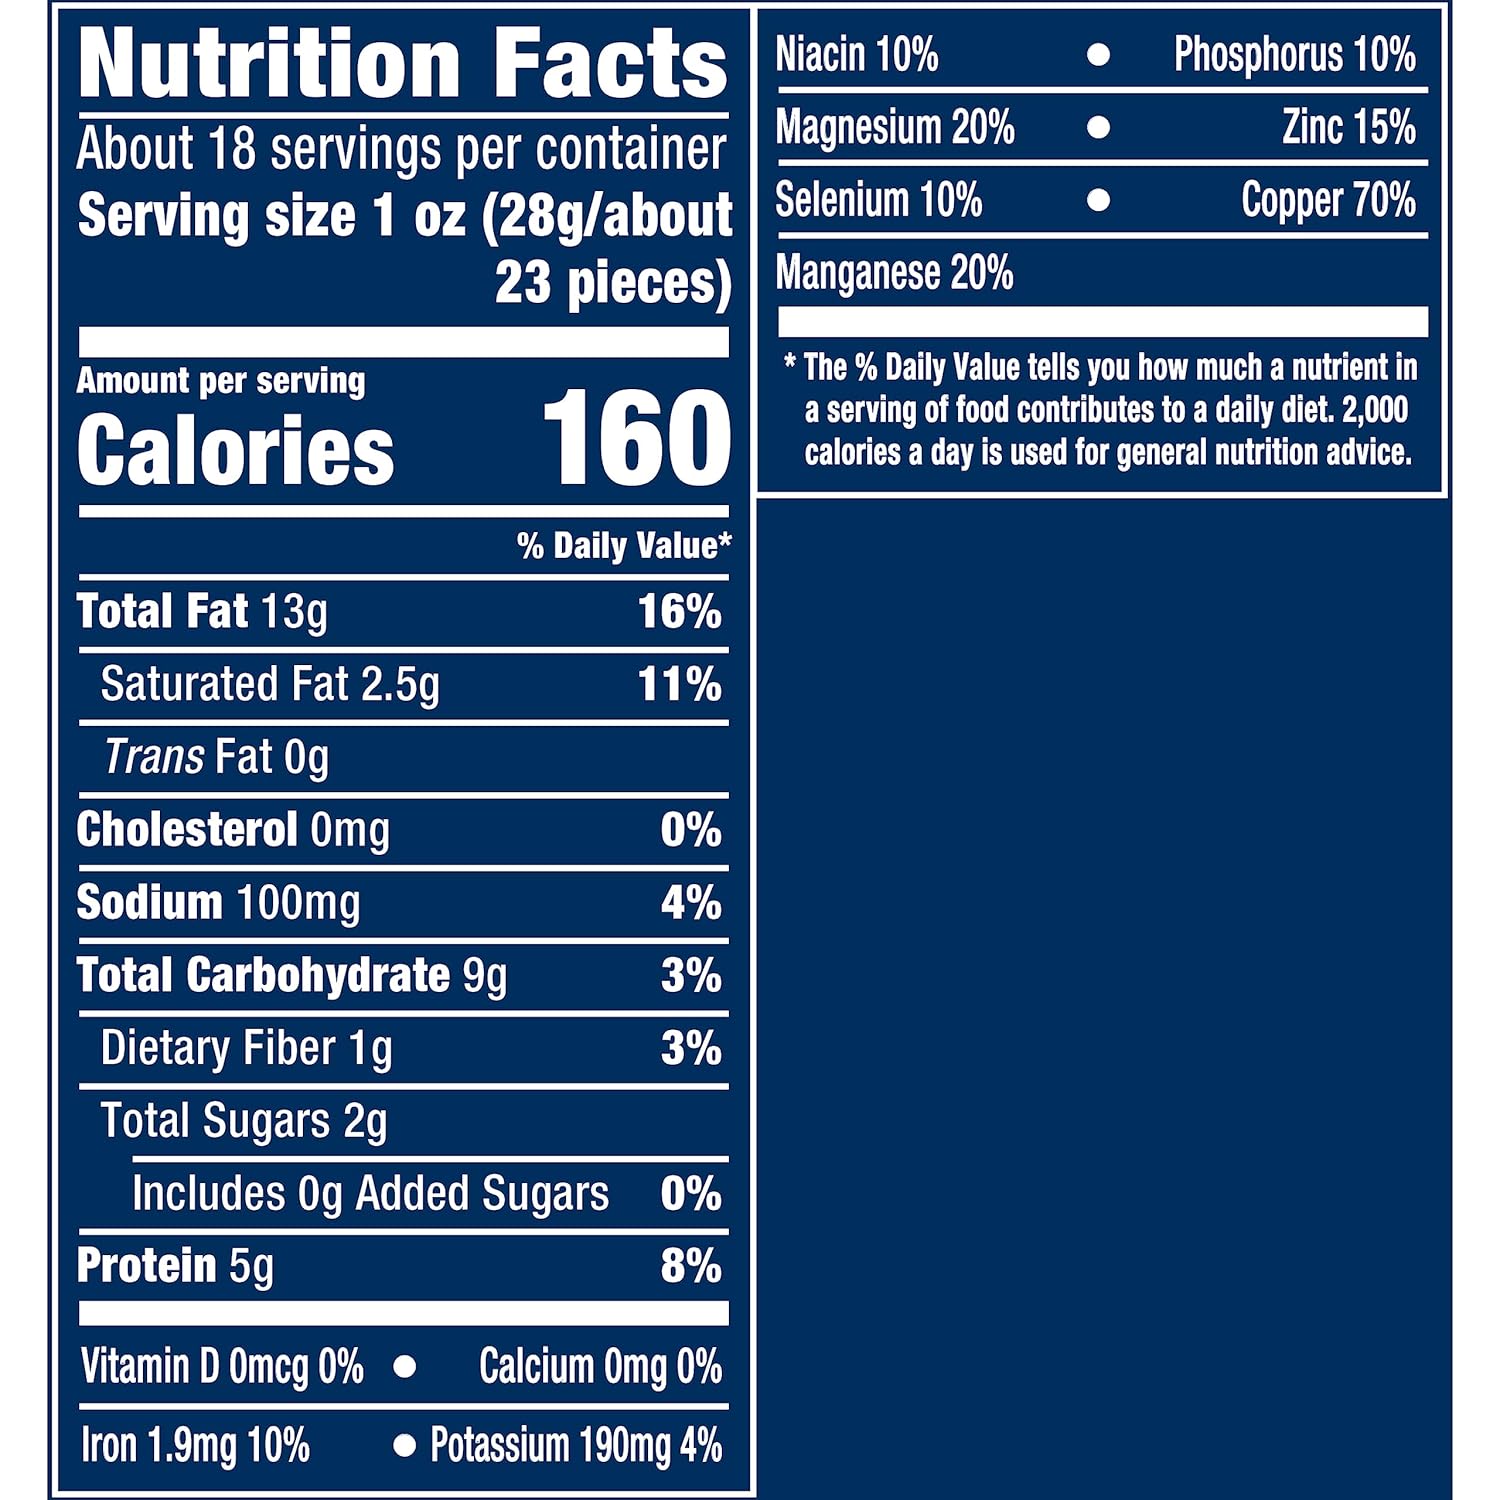 Nutrition Facts
About 18 servings per container
Serving size 1 oz (28g/about
23 pieces)
Amount per serving
Calories 160
% Daily Value*
Total Fat 13g 16%
Saturated Fat 2.5g 11%
Trans Fat 0g
Cholesterol 0mg 0%
Sodium 100mg 4%
Total Carbohydrate 9g 3%
Dietary Fiber 1g 3%
Total Sugars 2g
Includes 0g Added Sugars 0%
Protein 5g 8%
Vitamin D 0mcg 0% ● Calcium 0mg 0%
Iron 1.9mg 10% ● Potassium 190mg 4%
Niacin 10% ● Phosphorus 10%
Magnesium 20% ● Zinc 15%
Selenium 10% ● Copper 70%
Manganese 20%
* The % Daily Value tells you how much a nutrient in
a serving of food contributes to a daily diet. 2,000
calories a day is used for general nutrition advice.